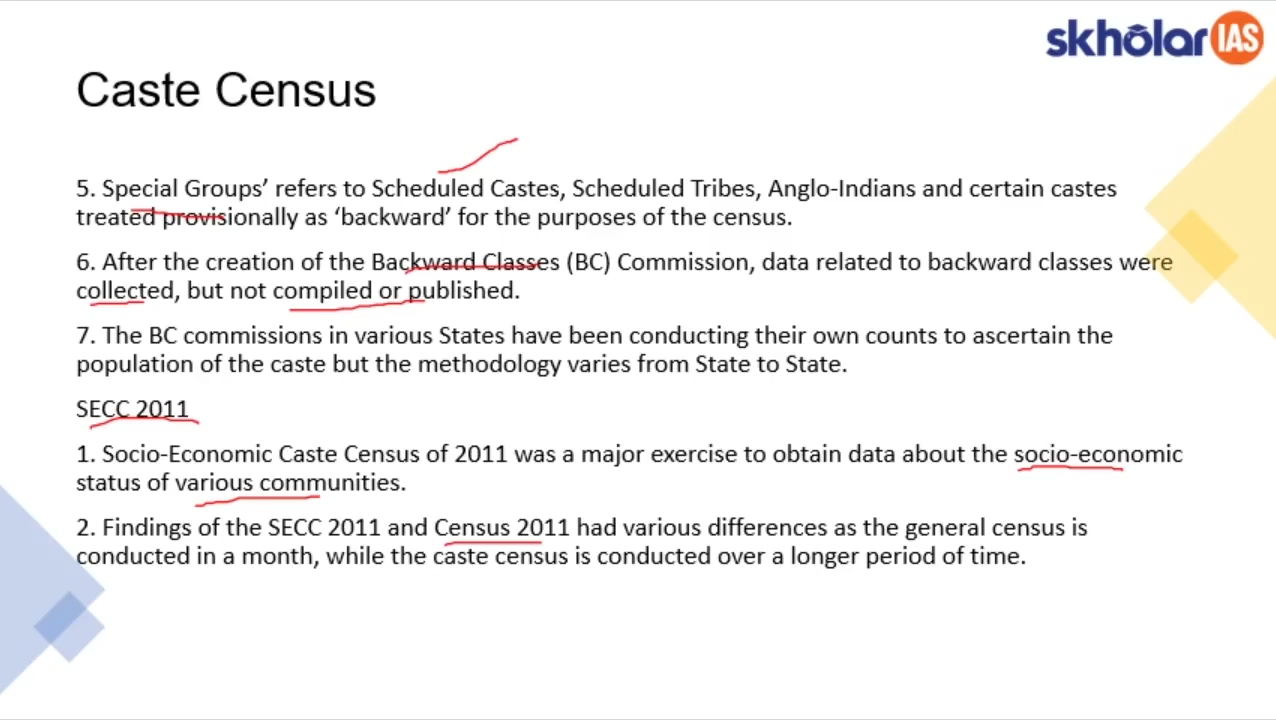 skholar IAS
Caste Census
5. Special Groups’ refers to Scheduled Castes, Scheduled Tribes, Anglo-Indians and certain castes
treated provisionally as ‘backward’ for the purposes of the census.
6. After the creation of the Backward Classes (BC) Commission, data related to backward classes were
collected, but not compiled or published.
7. The BC commissions in various States have been conducting their own counts to ascertain the
population of the caste but the methodology varies from State to State.
SECC 2011
1. Socio-Economic Caste Census of 2011 was a major exercise to obtain data about the socio-economic
status of various communities.
2. Findings of the SECC 2011 and Census 2011 had various differences as the general census is
conducted in a month, while the caste census is conducted over a longer period of time.